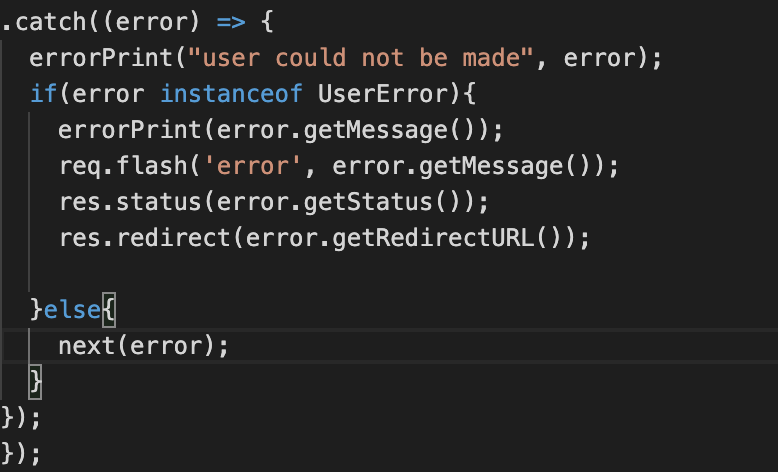 .catch((error) => {
  errorPrint("user could not be made", error);
  if(error instanceof UserError){
    errorPrint(error.getMessage());
    req.flash('error', error.getMessage());
    res.status(error.getStatus());
    res.redirect(error.getRedirectURL());

  }else{
    next(error);
  }
});
});